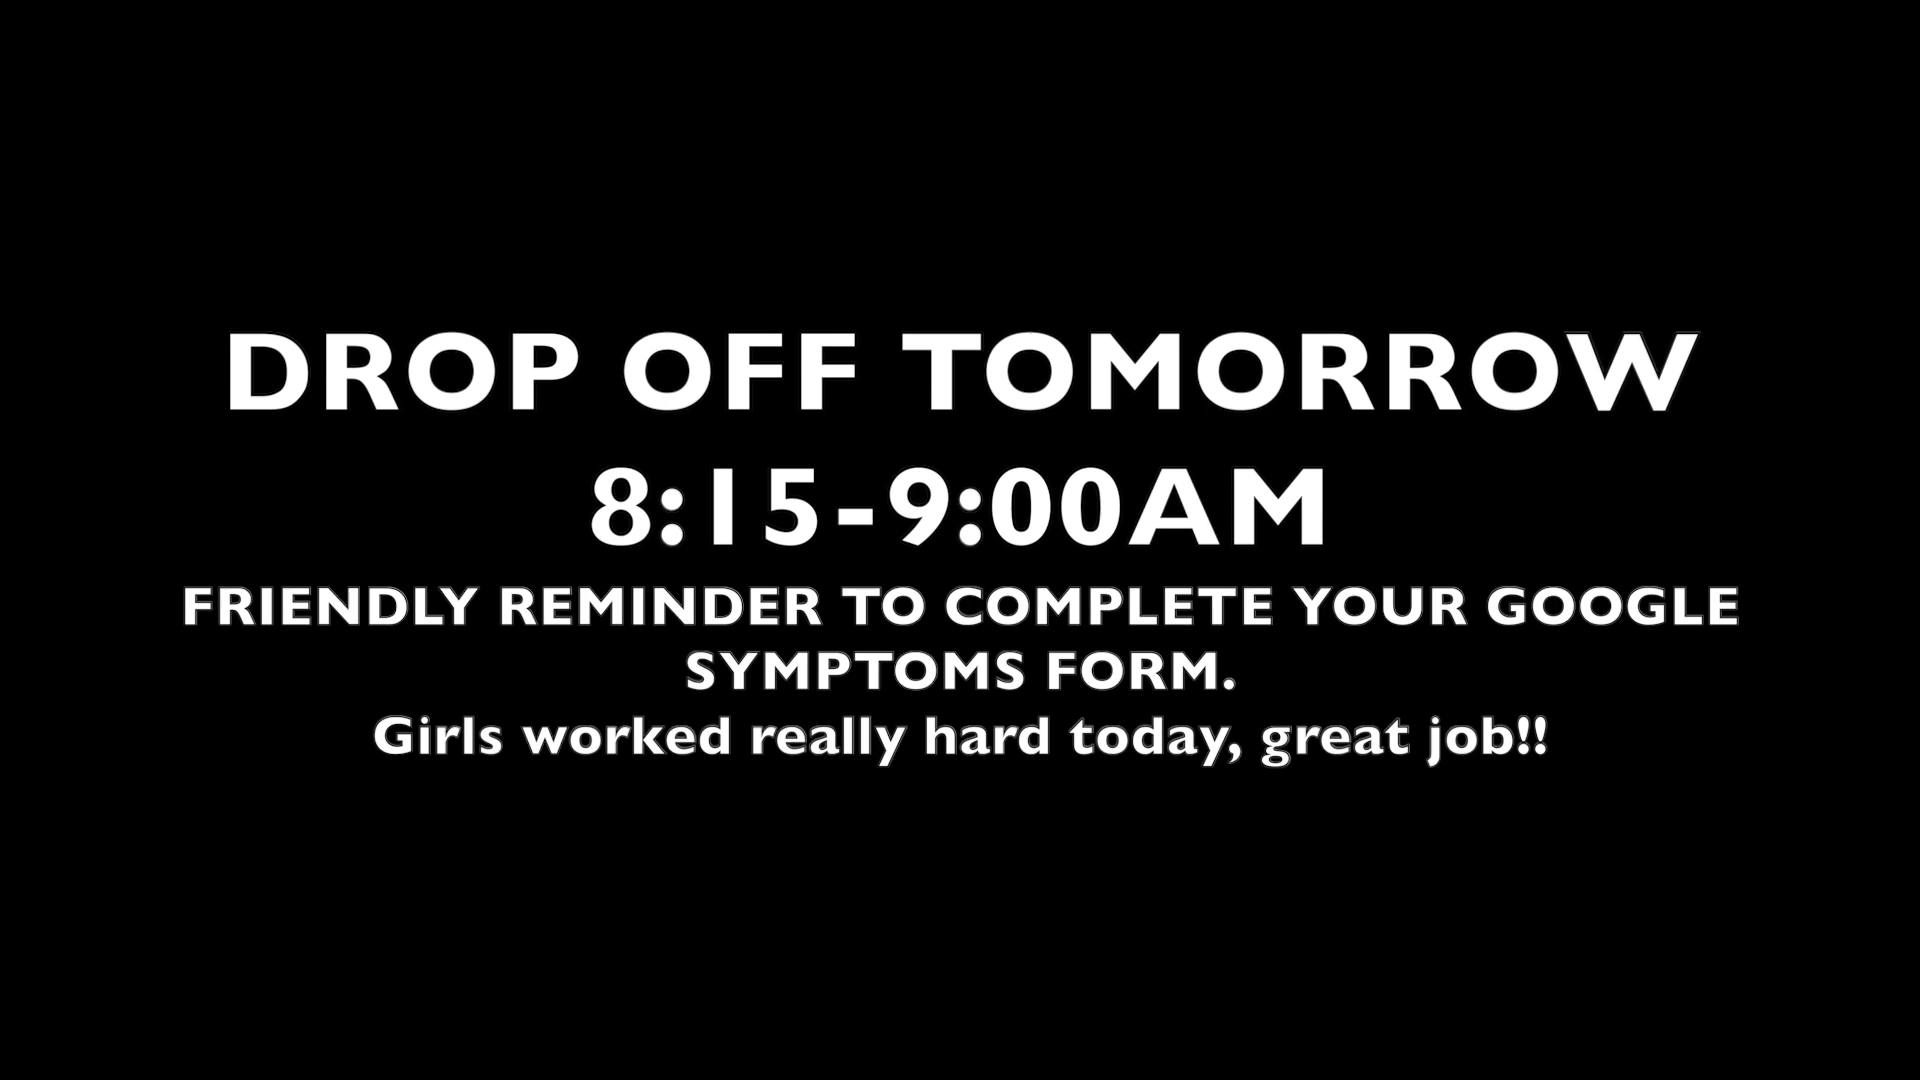 DROP OFF TOMORROW
8:15-9:00AM
FRIENDLY REMINDER TO COMPLETE YOUR GOOGLE
SYMPTOMS FORM.
Girls worked really hard today, great job!!